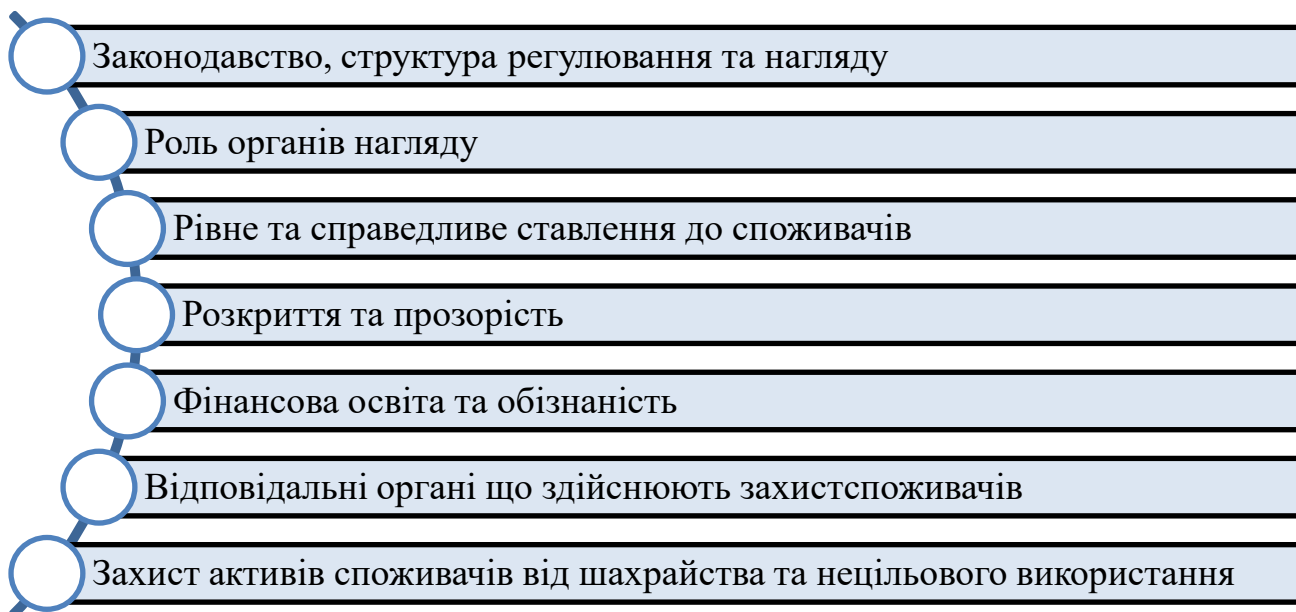 Законодавство, структура регулювання та нагляду
Роль органів нагляду
Рівне та справедливе ставлення до споживачів
Розкриття та прозорість
Фінансова освіта та обізнаність
Відповідальні органі що здійснюють захистспоживачів
Захист активів споживачів від шахрайства та нецільового використання